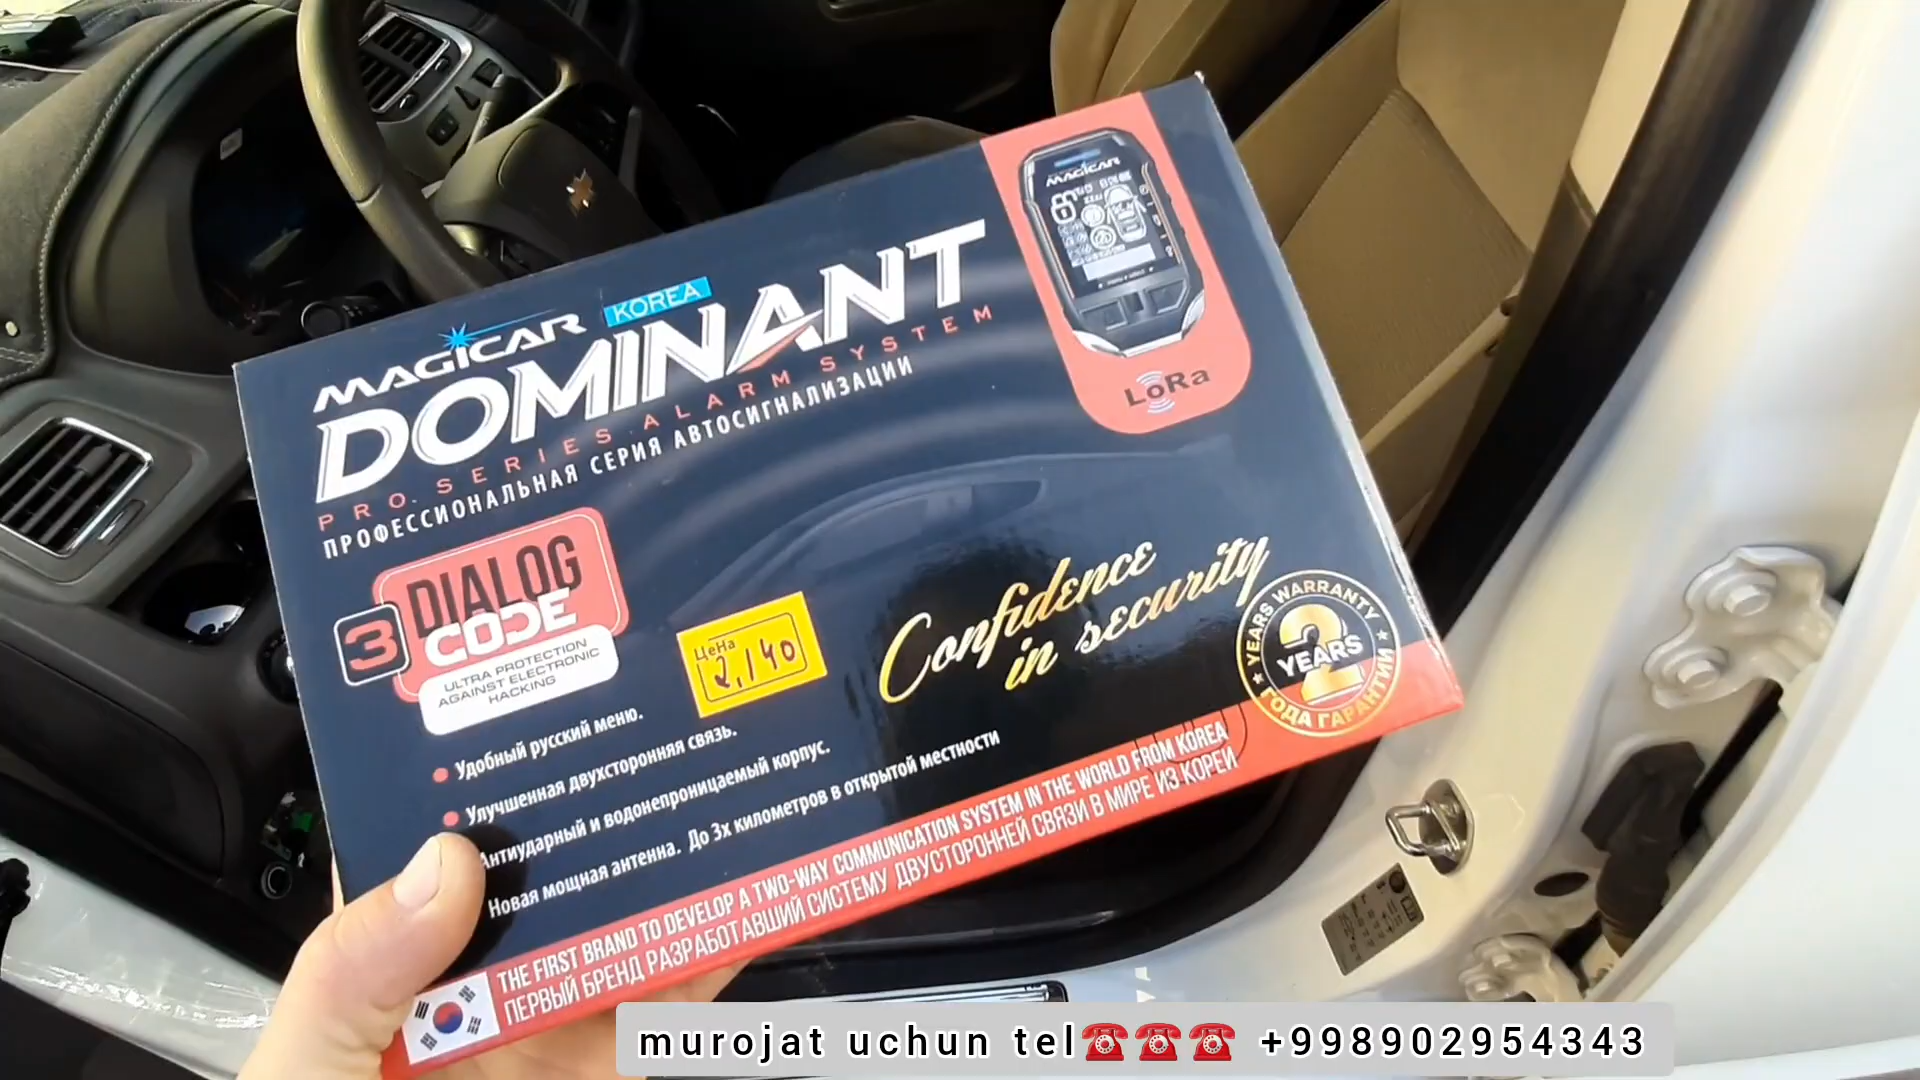 MAGICAR KOREA
DOMINANT
PRO. SERIES ALARM SYSTEM
ПРОФЕССИОНАЛЬНАЯ СЕРИЯ АВТОСИГНАЛИЗАЦИИ
MAGICAR
LoRa
3 DIALOG
CODE
ULTRA PROTECTION
AGAINST ELECTRONIC
HACKING
Цена
2,140
Confidence
in security
YEARS WARRANTY
2
YEARS
ГОДА ГАРАНТИИ
Удобный русский меню.
Улучшенная двухсторонняя связь.
Антиударный и водонепроницаемый корпус.
Новая мощная антенна. До 3х километров в открытой местности
THE FIRST BRAND TO DEVELOP A TWO-WAY COMMUNICATION SYSTEM IN THE WORLD FROM KOREA
ПЕРВЫЙ БРЕНД РАЗРАБОТАВШИЙ СИСТЕМУ ДВУСТОРОННЕЙ СВЯЗИ В МИРЕ ИЗ КОРЕИ
murojat uchun tel☎️☎️☎️ +998902954343